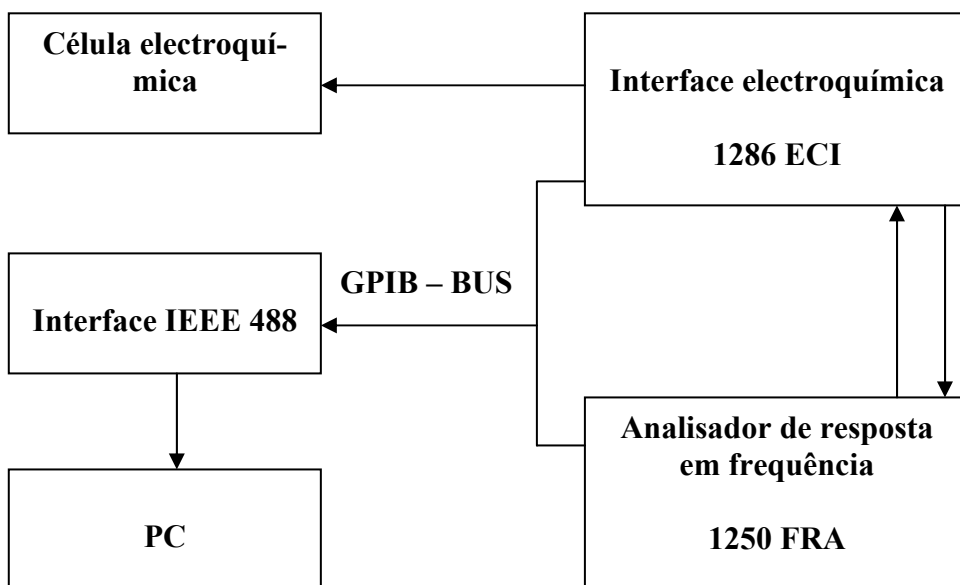 Célula electroquí-
mica
Interface electroquímica
1286 ECI
GPIB – BUS
Interface IEEE 488
Analisador de resposta
em frequência
1250 FRA
PC